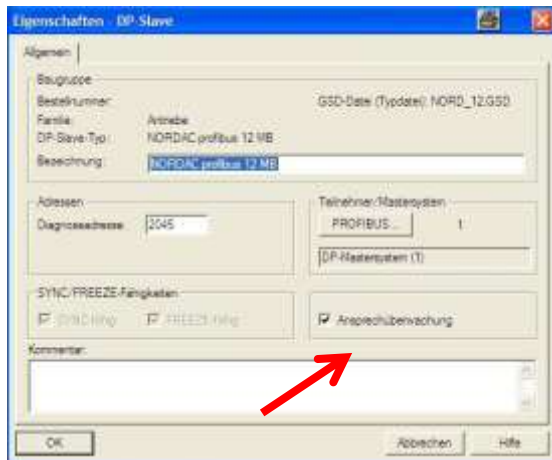 Eigenschaften - DP-Slave
Allgemein
Baugruppe
Bestellnummer: GSD-Datei (Typdatei): NORD_12.GSD
Familie: Antriebe
DP-Slave-Typ: NORDAC profibus 12 MB
Bezeichnung: NORDAC profibus 12 MB
Adressen
Diagnoseadresse: 2045
Teilnehmer/Mastersystem
PROFIBUS... 1
DP-Mastersystem (1)
SYNC/FREEZE-Fähigkeiten
SYNC-fähig FREEZE-fähig
Ansprechüberwachung
Kommentar:
OK Abbrechen Hilfe